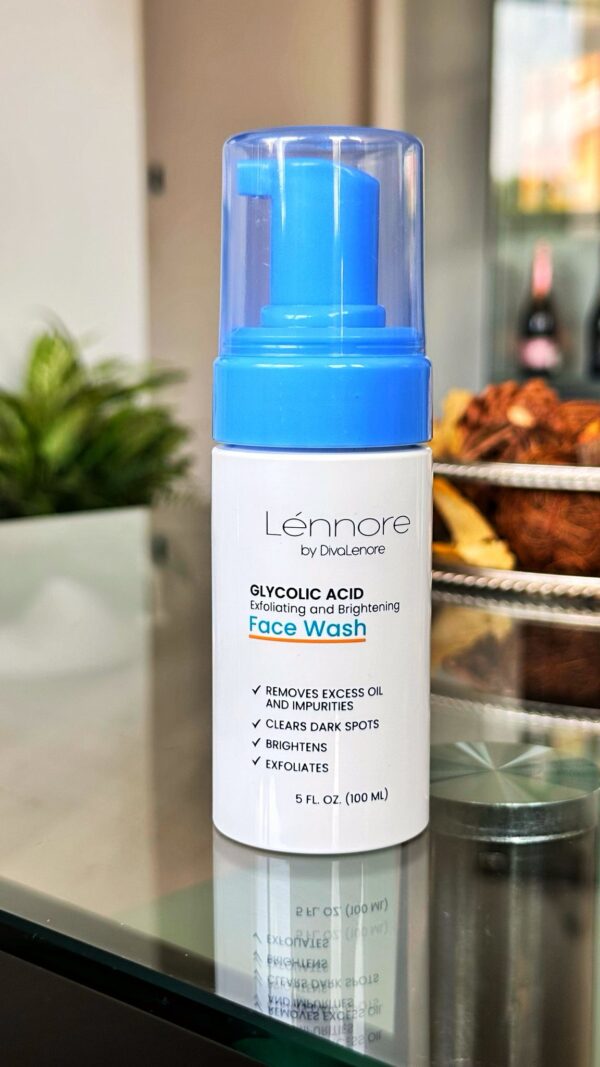 Lénnore
by DivaLenore
GLYCOLIC ACID
Exfoliating and Brightening
Face Wash
✓ REMOVES EXCESS OIL
AND IMPURITIES
✓ CLEARS DARK SPOTS
✓ BRIGHTENS
✓ EXFOLIATES
5 FL. OZ. (100 ML)